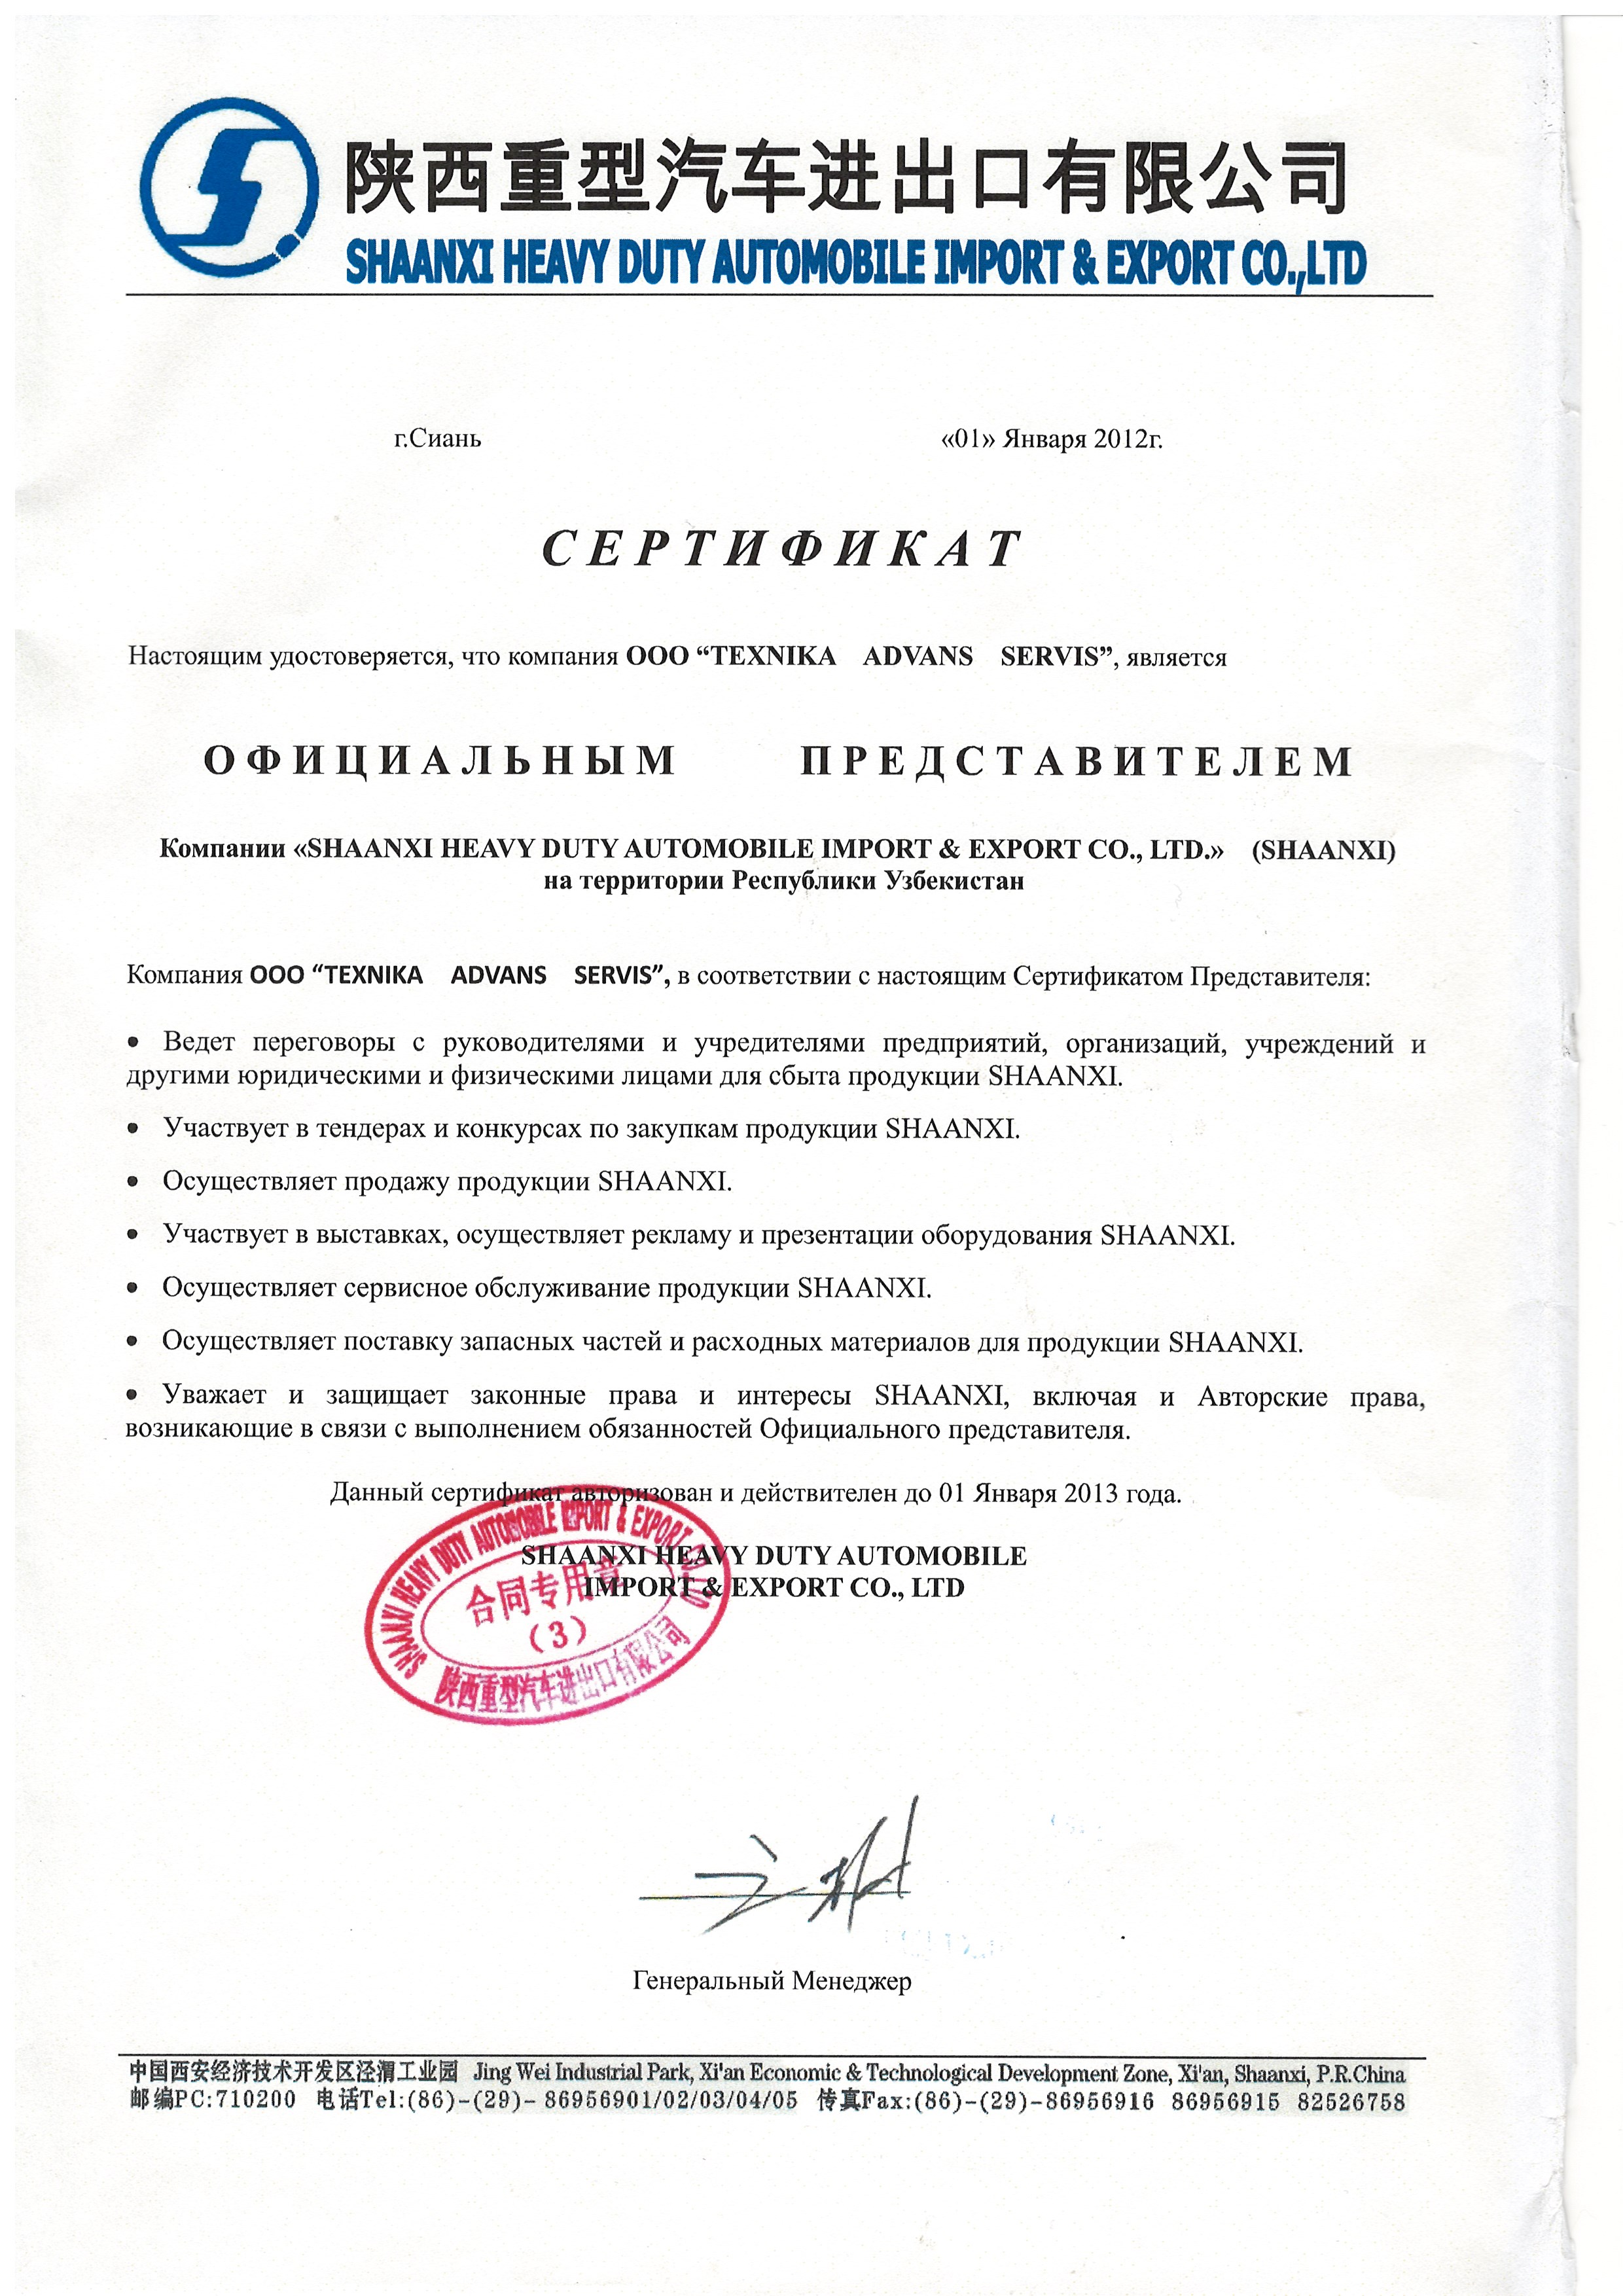 陕西重型汽车进出口有限公司
SHAANXI HEAVY DUTY AUTOMOBILE IMPORT & EXPORT CO.,LTD
г.Сиань «01» Января 2012г.
СЕРТИФИКАТ
Настоящим удостоверяется, что компания ООО “TEXNIKA ADVANS SERVIS”, является
ОФИЦИАЛЬНЫМ ПРЕДСТАВИТЕЛЕМ
Компании «SHAANXI HEAVY DUTY AUTOMOBILE IMPORT & EXPORT CO., LTD.» (SHAANXI)
на территории Республики Узбекистан
Компания ООО “TEXNIKA ADVANS SERVIS”, в соответствии с настоящим Сертификатом Представителя:
• Ведет переговоры с руководителями и учредителями предприятий, организаций, учреждений и
другими юридическими и физическими лицами для сбыта продукции SHAANXI.
• Участвует в тендерах и конкурсах по закупкам продукции SHAANXI.
• Осуществляет продажу продукции SHAANXI.
• Участвует в выставках, осуществляет рекламу и презентации оборудования SHAANXI.
• Осуществляет сервисное обслуживание продукции SHAANXI.
• Осуществляет поставку запасных частей и расходных материалов для продукции SHAANXI.
• Уважает и защищает законные права и интересы SHAANXI, включая и Авторские права,
возникающие в связи с выполнением обязанностей Официального представителя.
Данный сертификат авторизован и действителен до 01 Января 2013 года.
SHAANXI HEAVY DUTY AUTOMOBILE
IMPORT & EXPORT CO., LTD
SHAANXI HEAVY DUTY AUTOMOBILE IMPORT & EXPORT CO.,LTD
合同专用章
(3)
陕西重型汽车进出口有限公司
Генеральный Менеджер
中国西安经济技术开发区泾渭工业园 Jing Wei Industrial Park, Xi'an Economic & Technological Development Zone, Xi'an, Shaanxi, P.R.China
邮编PC:710200 电话Tel:(86)-(29)- 86956901/02/03/04/05 传真Fax:(86)-(29)-86956916 86956915 82526758